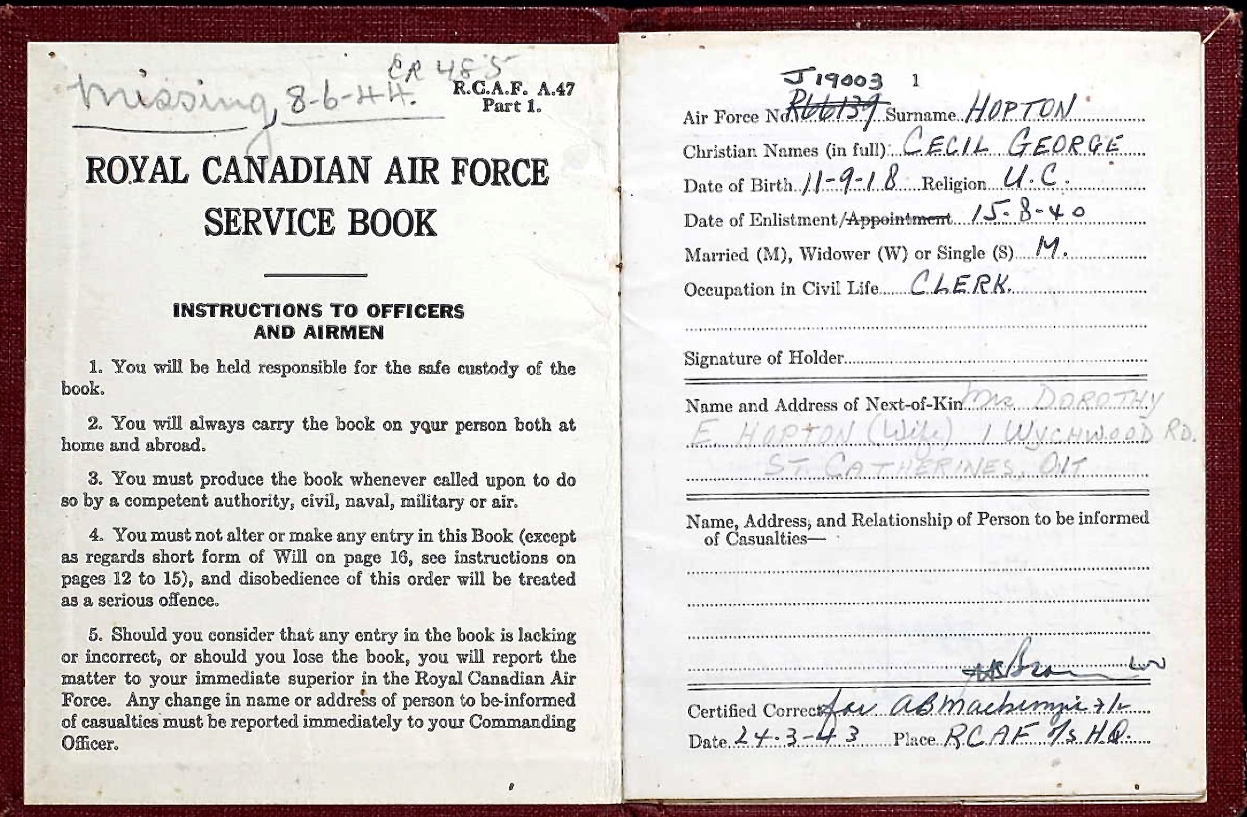 ER 485
Missing, 8-6-44.
R.C.A.F. A.47
Part 1.
ROYAL CANADIAN AIR FORCE
SERVICE BOOK
INSTRUCTIONS TO OFFICERS
AND AIRMEN
1. You will be held responsible for the safe custody of the
book.
2. You will always carry the book on your person both at
home and abroad.
3. You must produce the book whenever called upon to do
so by a competent authority, civil, naval, military or air.
4. You must not alter or make any entry in this Book (except
as regards short form of Will on page 16, see instructions on
pages 12 to 15), and disobedience of this order will be treated
as a serious offence.
5. Should you consider that any entry in the book is lacking
or incorrect, or should you lose the book, you will report the
matter to your immediate superior in the Royal Canadian Air
Force. Any change in name or address of person to be informed
of casualties must be reported immediately to your Commanding
Officer.
J19003 1
Air Force No. R66139 Surname HOPTON
Christian Names (in full) CECIL GEORGE
Date of Birth 11-9-18 Religion U.C.
Date of Enlistment/Appointment 15-8-40
Married (M), Widower (W) or Single (S) M.
Occupation in Civil Life CLERK.
Signature of Holder
Name and Address of Next-of-Kin Mrs DOROTHY
E. HOPTON (Wife) 1 WYCHWOOD RD.
ST. CATHERINES, ONT
Name, Address, and Relationship of Person to be informed
of Casualties—
Certified Correct for AB Mackenzie F/L
Date 24-3-43 Place RCAF O/S H.Q.